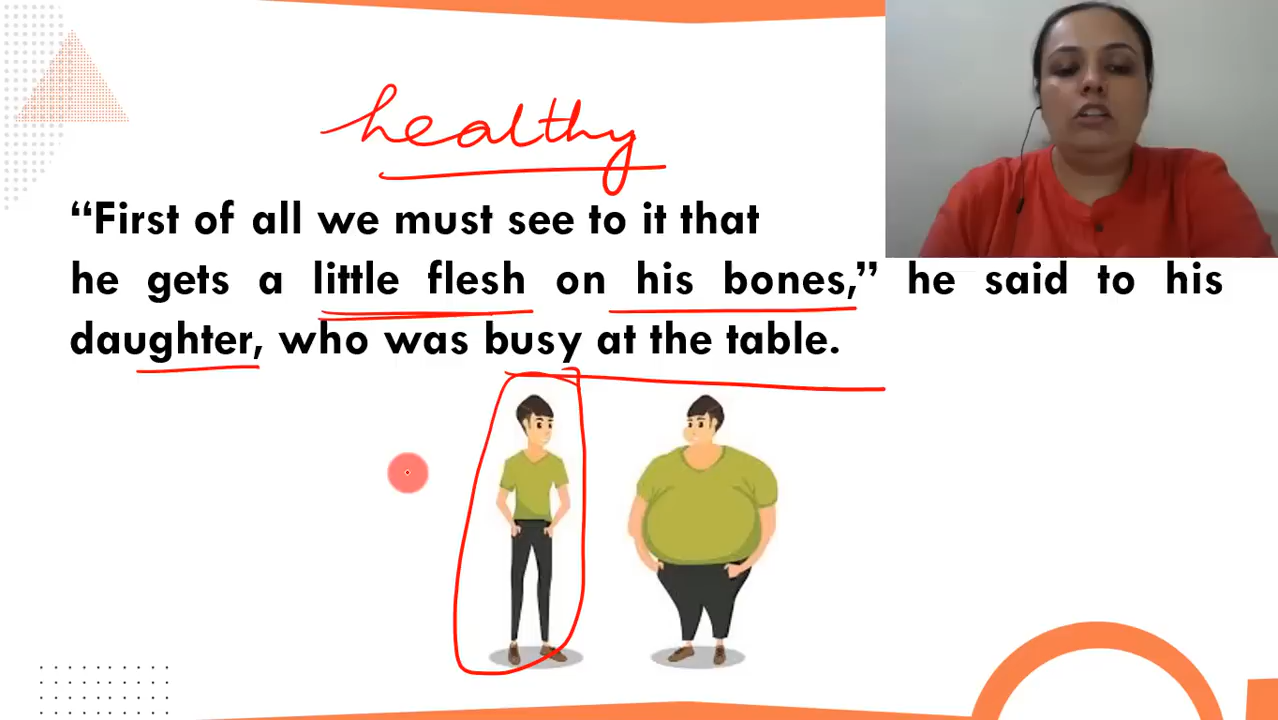 healthy
“First of all we must see to it that
he gets a little flesh on his bones,” he said to his
daughter, who was busy at the table.